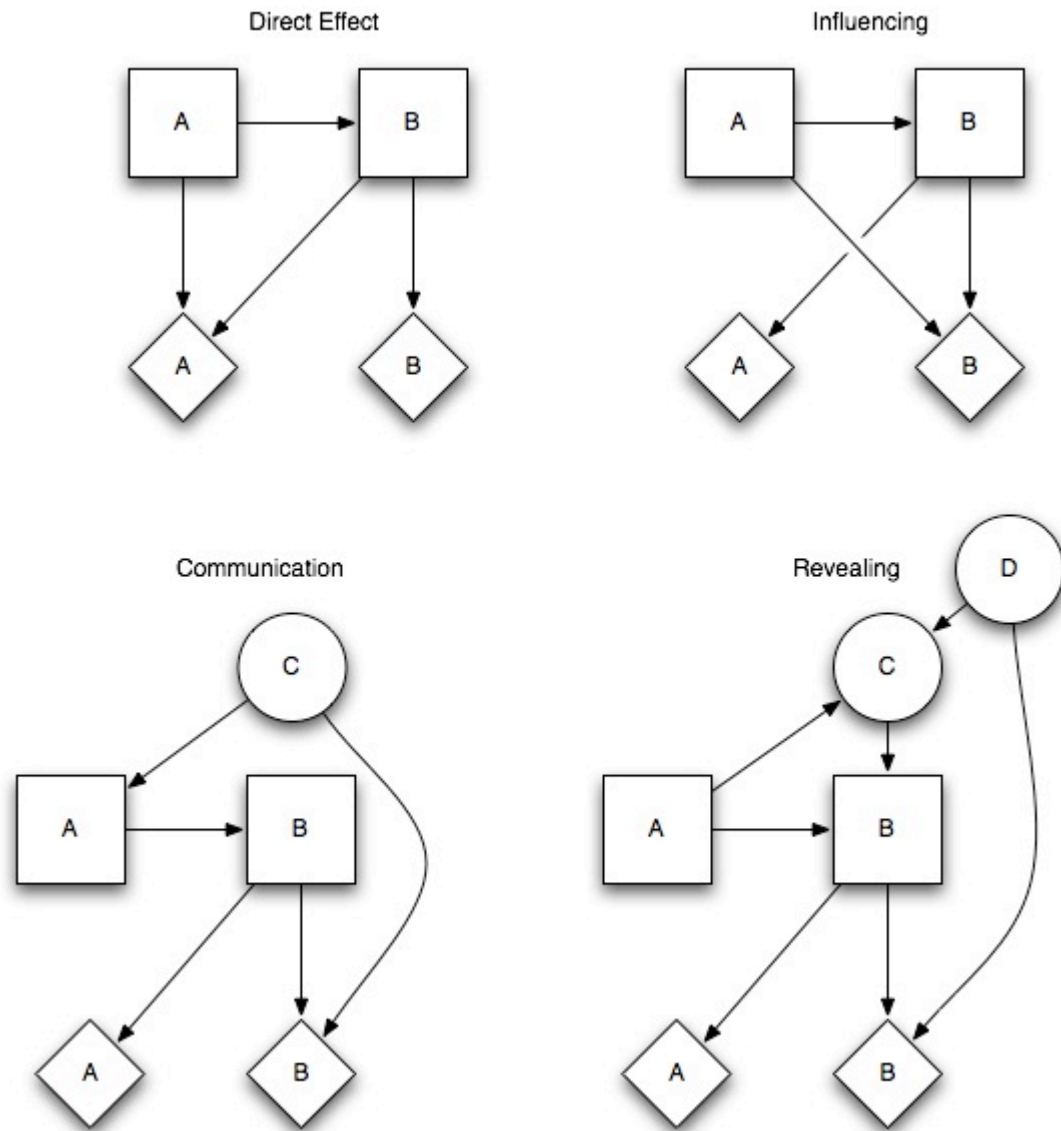 Direct Effect
Influencing
A B
A B
A B
A B
Communication
Revealing
D
C
C
A B
A B
A B
A B